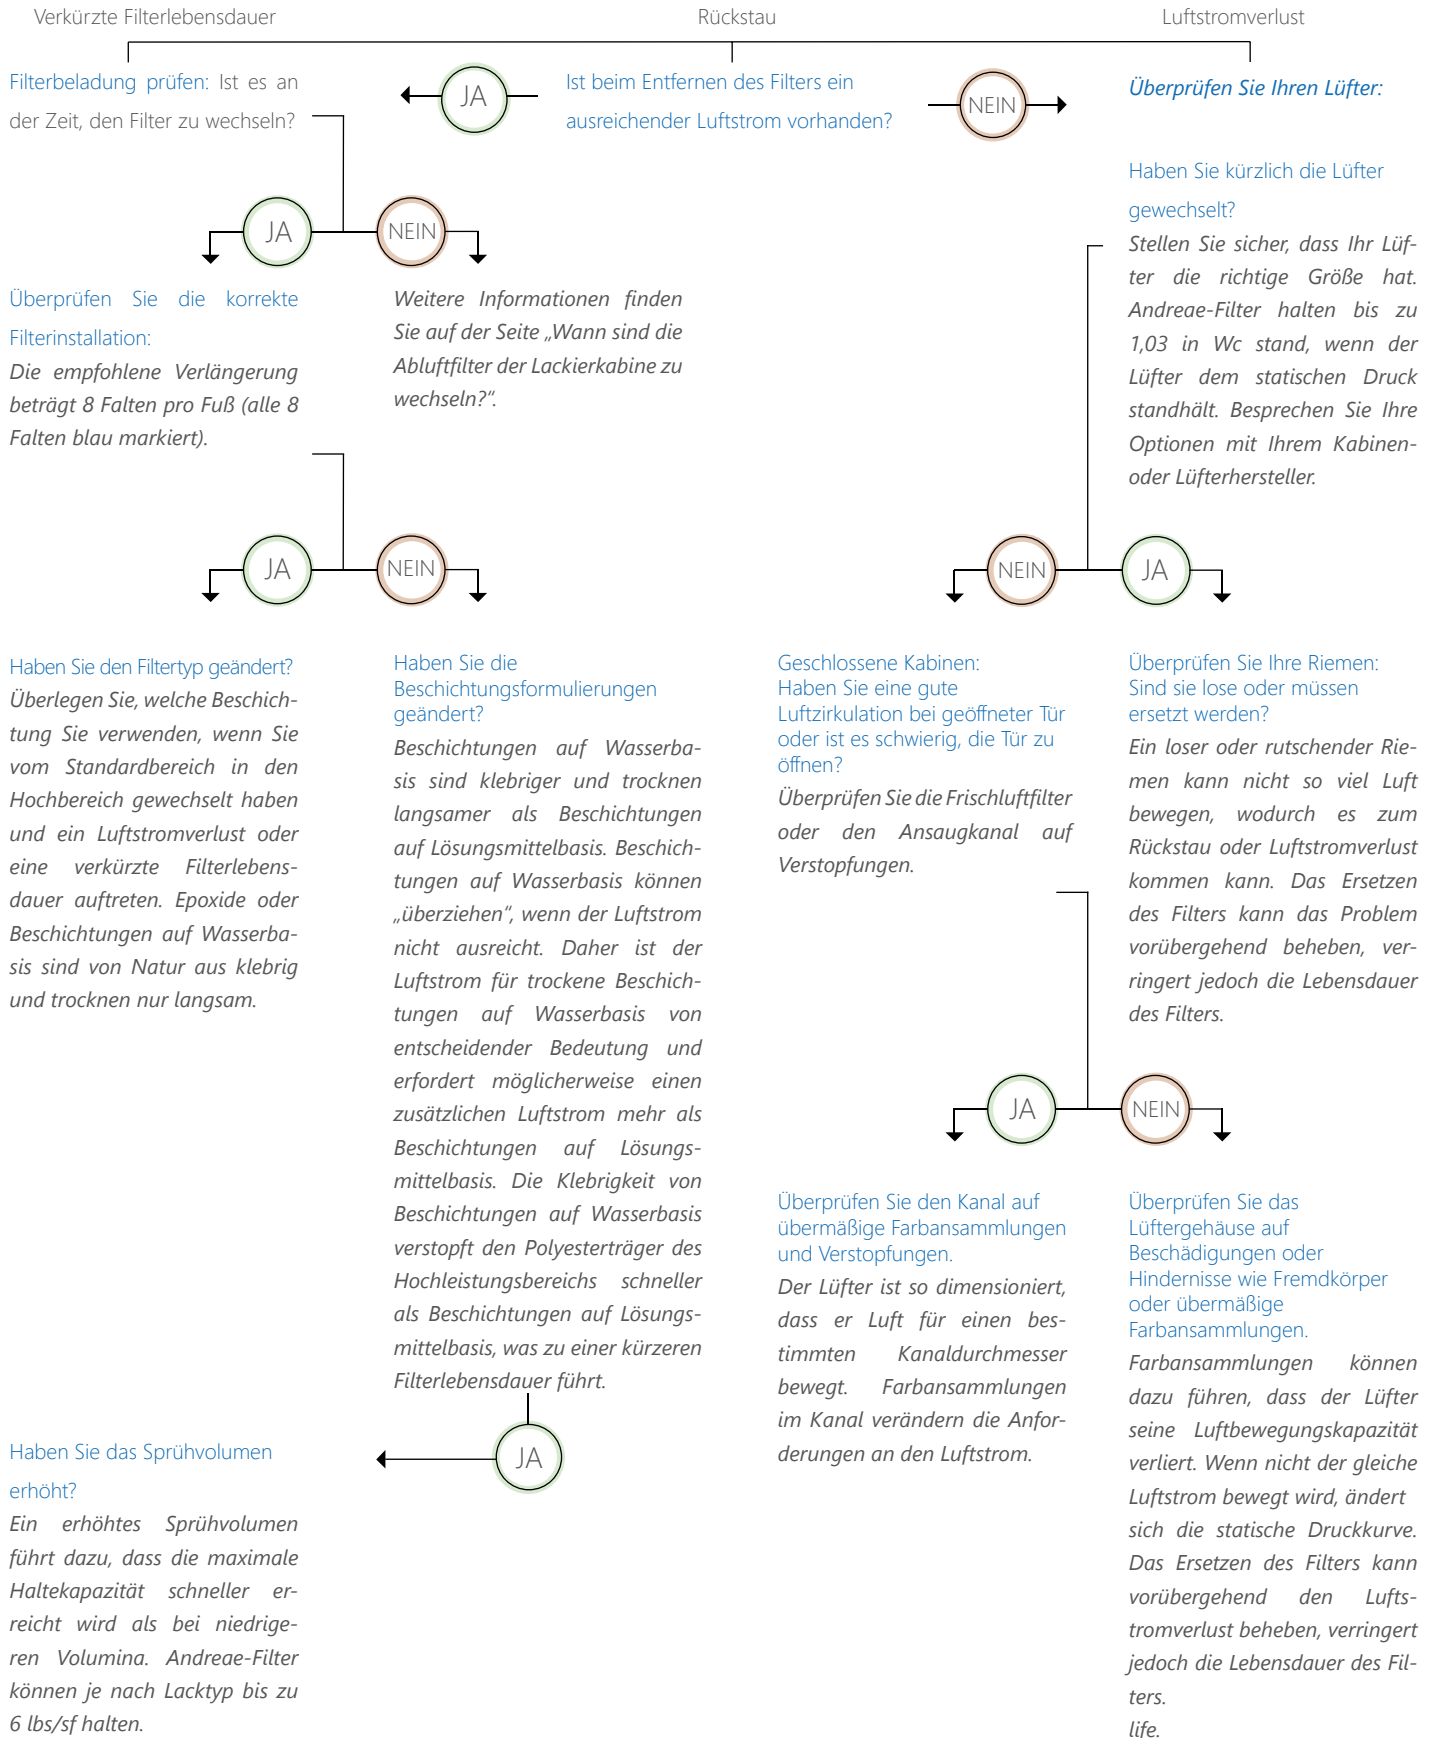 Verkürzte Filterlebensdauer
Rückstau
Luftstromverlust
Filterbeladung prüfen: Ist es an
der Zeit, den Filter zu wechseln?
JA
Ist beim Entfernen des Filters ein
ausreichender Luftstrom vorhanden?
NEIN
Überprüfen Sie Ihren Lüfter:
JA
NEIN
Überprüfen Sie die korrekte
Filterinstallation:
Die empfohlene Verlängerung
beträgt 8 Falten pro Fuß (alle 8
Falten blau markiert).
Weitere Informationen finden
Sie auf der Seite „Wann sind die
Abluftfilter der Lackierkabine zu
wechseln?“.
Haben Sie kürzlich die Lüfter
gewechselt?
Stellen Sie sicher, dass Ihr Lüf-
ter die richtige Größe hat.
Andreae-Filter halten bis zu
1,03 in Wc stand, wenn der
Lüfter dem statischen Druck
standhält. Besprechen Sie Ihre
Optionen mit Ihrem Kabinen-
oder Lüfterhersteller.
JA
NEIN
NEIN
JA
Haben Sie den Filtertyp geändert?
Überlegen Sie, welche Beschich-
tung Sie verwenden, wenn Sie
vom Standardbereich in den
Hochbereich gewechselt haben
und ein Luftstromverlust oder
eine verkürzte Filterlebens-
dauer auftreten. Epoxide oder
Beschichtungen auf Wasserba-
sis sind von Natur aus klebrig
und trocknen nur langsam.
Haben Sie die
Beschichtungsformulierungen
geändert?
Beschichtungen auf Wasserba-
sis sind klebriger und trocknen
langsamer als Beschichtungen
auf Lösungsmittelbasis. Beschich-
tungen auf Wasserbasis können
„überziehen“, wenn der Luftstrom
nicht ausreicht. Daher ist der
Luftstrom für trockene Beschich-
tungen auf Wasserbasis von
entscheidender Bedeutung und
erfordert möglicherweise einen
zusätzlichen Luftstrom mehr als
Beschichtungen auf Lösungs-
mittelbasis. Die Klebrigkeit von
Beschichtungen auf Wasserbasis
verstopft den Polyesterträger des
Hochleistungsbereichs schneller
als Beschichtungen auf Lösungs-
mittelbasis, was zu einer kürzeren
Filterlebensdauer führt.
Geschlossene Kabinen:
Haben Sie eine gute
Luftzirkulation bei geöffneter Tür
oder ist es schwierig, die Tür zu
öffnen?
Überprüfen Sie die Frischluftfilter
oder den Ansaugkanal auf
Verstopfungen.
Überprüfen Sie Ihre Riemen:
Sind sie lose oder müssen
ersetzt werden?
Ein loser oder rutschender Rie-
men kann nicht so viel Luft
bewegen, wodurch es zum
Rückstau oder Luftstromverlust
kommen kann. Das Ersetzen
des Filters kann das Problem
vorübergehend beheben, ver-
ringert jedoch die Lebensdauer
des Filters.
JA
NEIN
Überprüfen Sie den Kanal auf
übermäßige Farbansammlungen
und Verstopfungen.
Der Lüfter ist so dimensioniert,
dass er Luft für einen bes-
timmten Kanaldurchmesser
bewegt. Farbansammlungen
im Kanal verändern die Anfor-
derungen an den Luftstrom.
Überprüfen Sie das
Lüftergehäuse auf
Beschädigungen oder
Hindernisse wie Fremdkörper
oder übermäßige
Farbansammlungen.
Farbansammlungen können
dazu führen, dass der Lüfter
seine Luftbewegungskapazität
verliert. Wenn nicht der gleiche
Luftstrom bewegt wird, ändert
sich die statische Druckkurve.
Das Ersetzen des Filters kann
vorübergehend den Lufts-
tromverlust beheben, verringert
jedoch die Lebensdauer des Fil-
ters.
life.
JA
Haben Sie das Sprühvolumen
erhöht?
Ein erhöhtes Sprühvolumen
führt dazu, dass die maximale
Haltekapazität schneller er-
reicht wird als bei niedrige-
ren Volumina. Andreae-Filter
können je nach Lacktyp bis zu
6 lbs/sf halten.